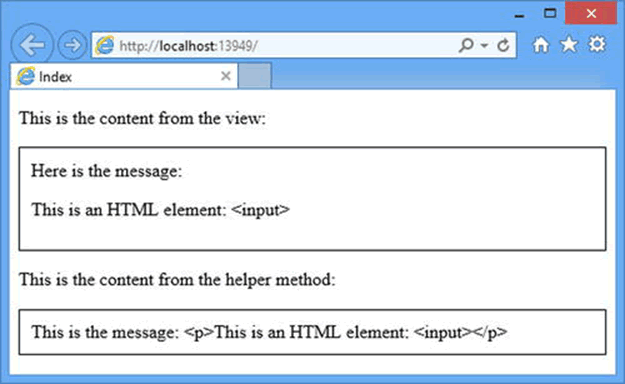 http://localhost:13949/
Index
This is the content from the view:
Here is the message:
This is an HTML element: <input>
This is the content from the helper method:
This is the message: <p>This is an HTML element: <input></p>